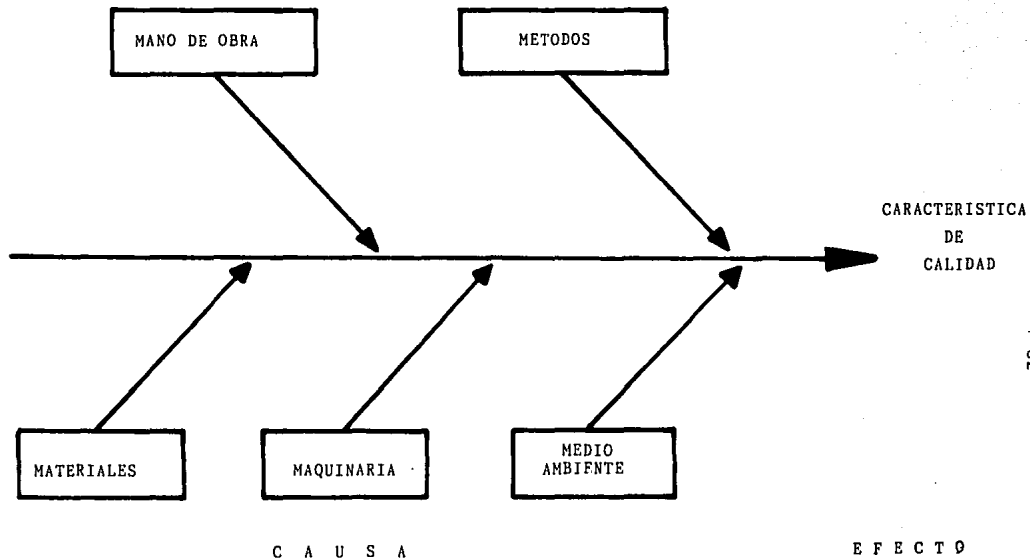 MANO DE OBRA
METODOS
CARACTERISTICA
DE
CALIDAD
MATERIALES
MAQUINARIA
MEDIO
AMBIENTE
C A U S A
E F E C T O